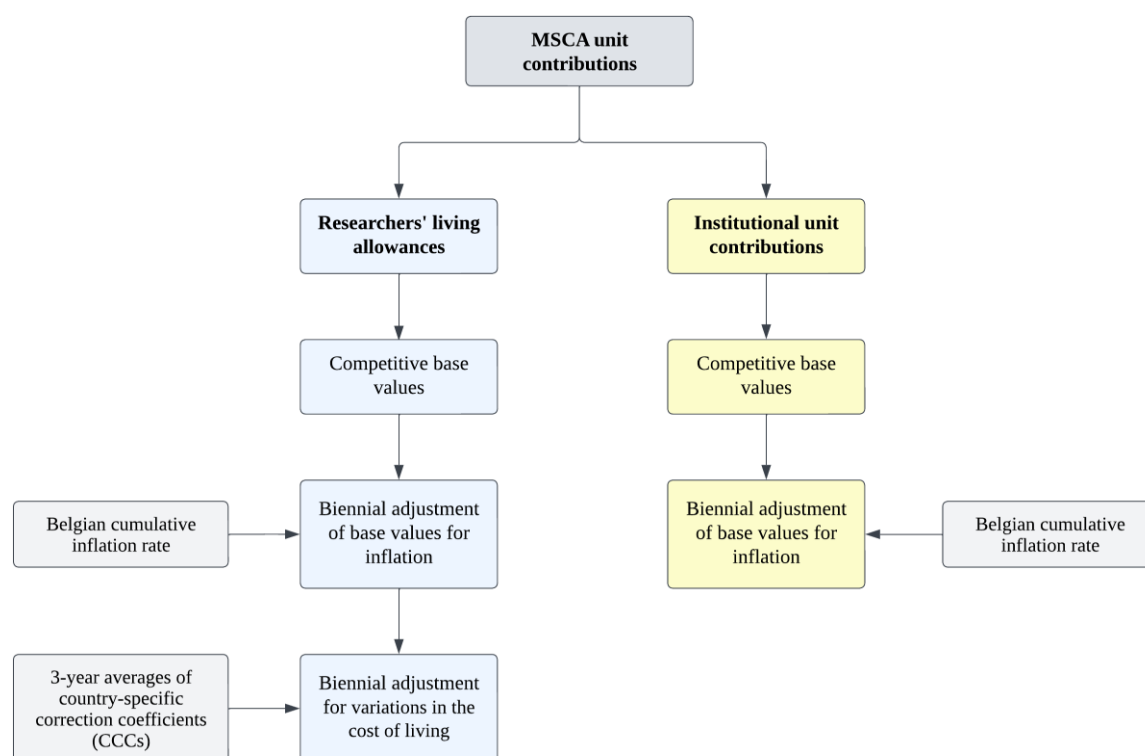 MSCA unit
contributions
Researchers' living
allowances
Institutional unit
contributions
Competitive base
values
Competitive base
values
Belgian cumulative
inflation rate
Biennial adjustment
of base values for
inflation
Biennial adjustment
of base values for
inflation
Belgian cumulative
inflation rate
3-year averages of
country-specific
correction coefficients
(CCCs)
Biennial adjustment
for variations in the
cost of living